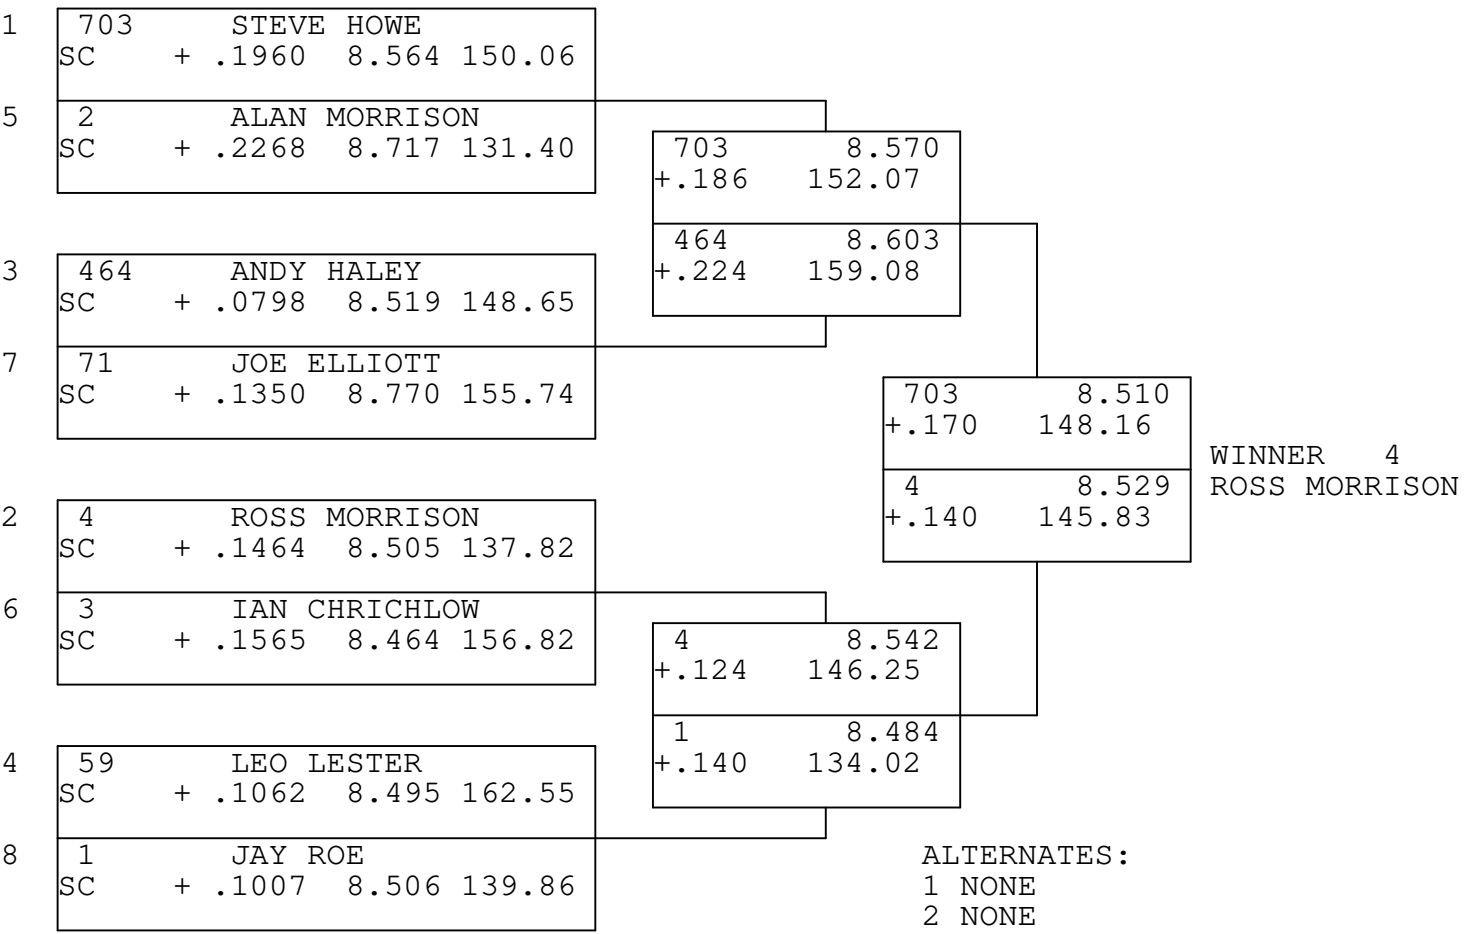 1 703 STEVE HOWE
SC + .1960 8.564 150.06
5 2 ALAN MORRISON
SC + .2268 8.717 131.40
703 8.570
+.186 152.07
464 8.603
+.224 159.08
3 464 ANDY HALEY
SC + .0798 8.519 148.65
7 71 JOE ELLIOTT
SC + .1350 8.770 155.74
703 8.510
+.170 148.16
4 8.529
+.140 145.83
WINNER 4
ROSS MORRISON
2 4 ROSS MORRISON
SC + .1464 8.505 137.82
6 3 IAN CHRICHLOW
SC + .1565 8.464 156.82
4 8.542
+.124 146.25
1 8.484
+.140 134.02
4 59 LEO LESTER
SC + .1062 8.495 162.55
8 1 JAY ROE
SC + .1007 8.506 139.86
ALTERNATES:
1 NONE
2 NONE